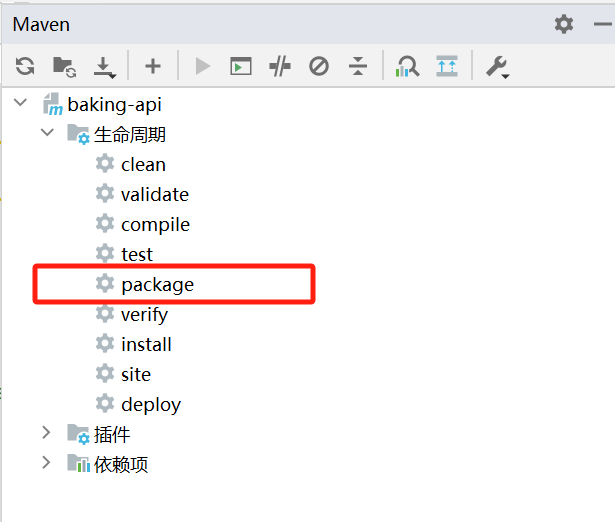 Maven
baking-api
生命周期
clean
validate
compile
test
package
verify
install
site
deploy
插件
依赖项